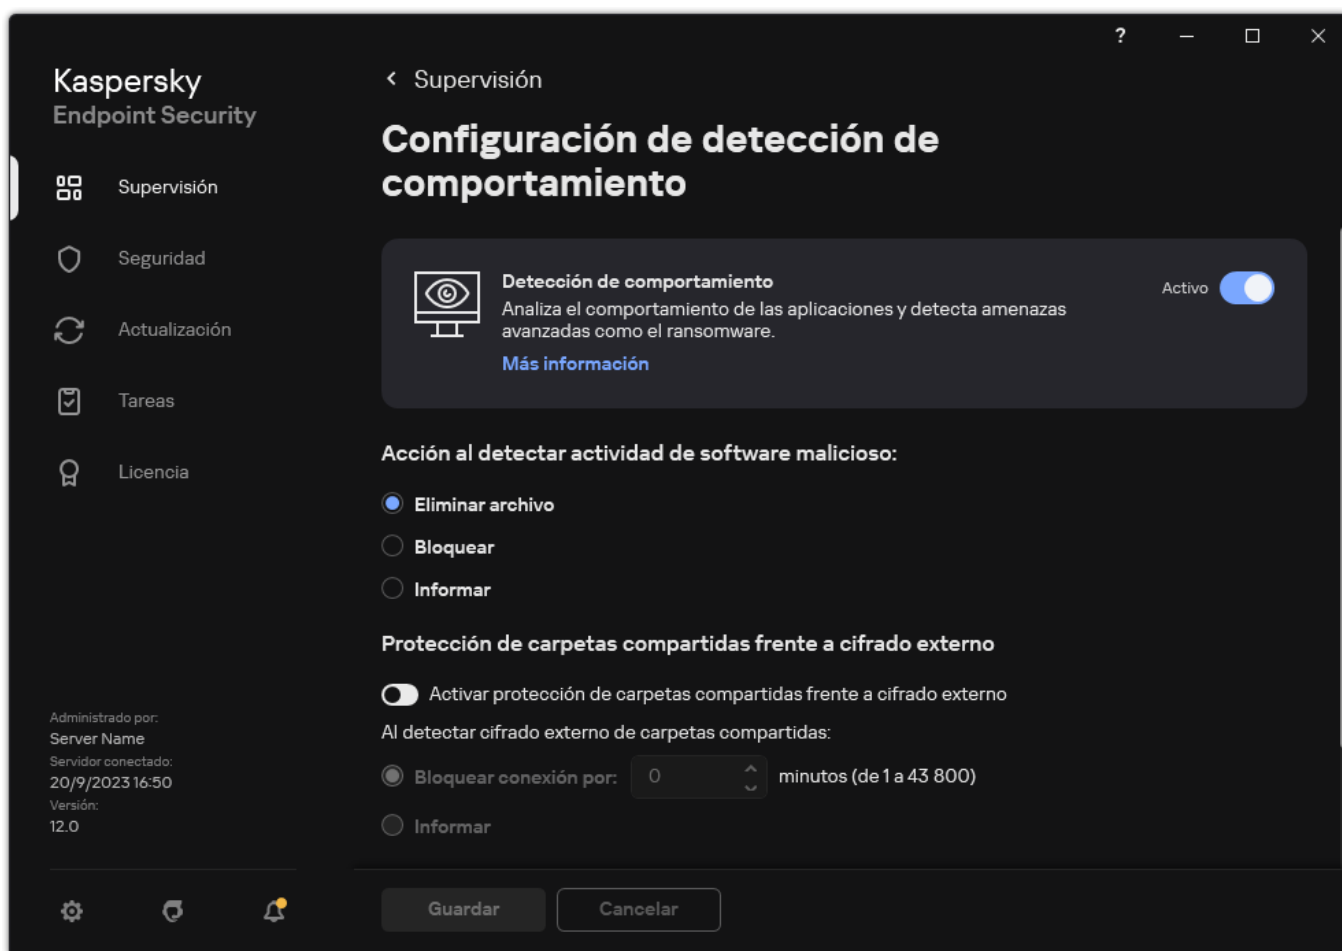 ?
Kaspersky
Endpoint Security
Supervisión
Seguridad
Actualización
Tareas
Licencia
Administrado por:
Server Name
Servidor conectado:
20/9/2023 16:50
Versión:
12.0
Supervisión
Configuración de detección de
comportamiento
Detección de comportamiento
Activo
Analiza el comportamiento de las aplicaciones y detecta amenazas
avanzadas como el ransomware.
Más información
Acción al detectar actividad de software malicioso:
Eliminar archivo
Bloquear
Informar
Protección de carpetas compartidas frente a cifrado externo
Activar protección de carpetas compartidas frente a cifrado externo
Al detectar cifrado externo de carpetas compartidas:
Bloquear conexión por: 0 minutos (de 1 a 43 800)
Informar
Guardar Cancelar